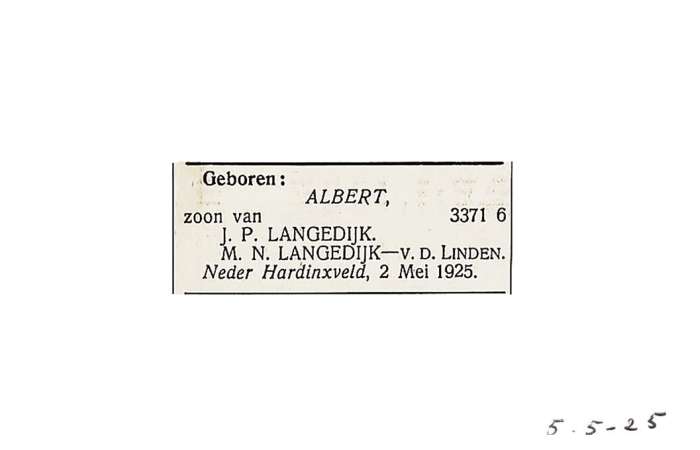 Geboren:
ALBERT,
zoon van 3371 6
J. P. LANGEDIJK.
M. N. LANGEDIJK—V. D. LINDEN.
Neder Hardinxveld, 2 Mei 1925.
5.5-25